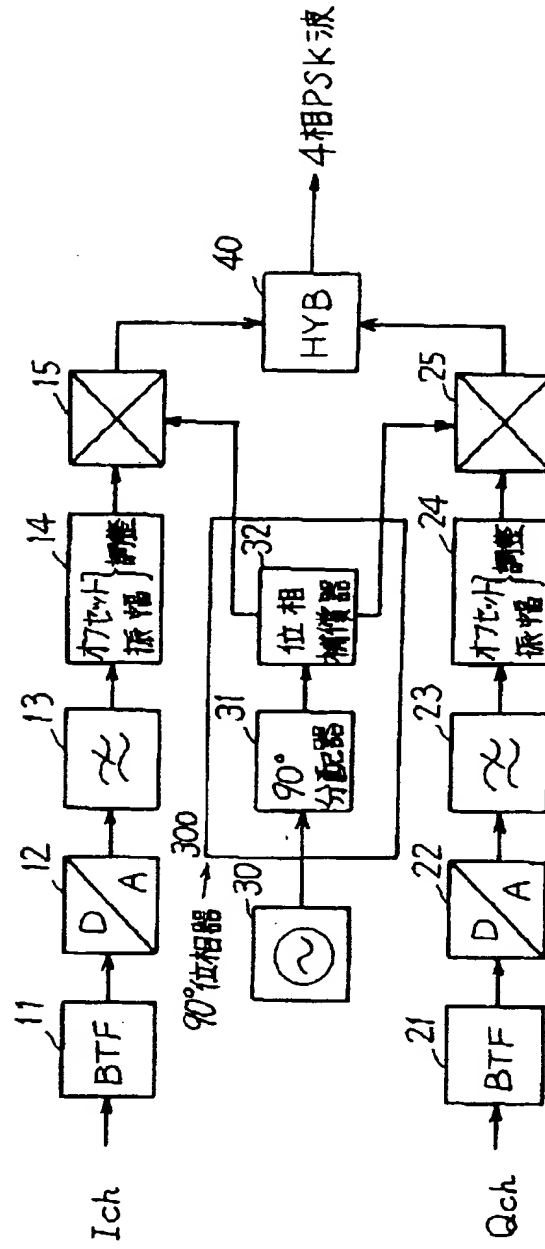 Ich
11
BTF
12
D
A
13
14
オフセット
振幅
調整
15
90°位相器
300
30
31
90°
分配器
32
位相
補償器
40
HYB
4相PSK波
Qch
21
BTF
22
D
A
23
24
オフセット
振幅
調整
25